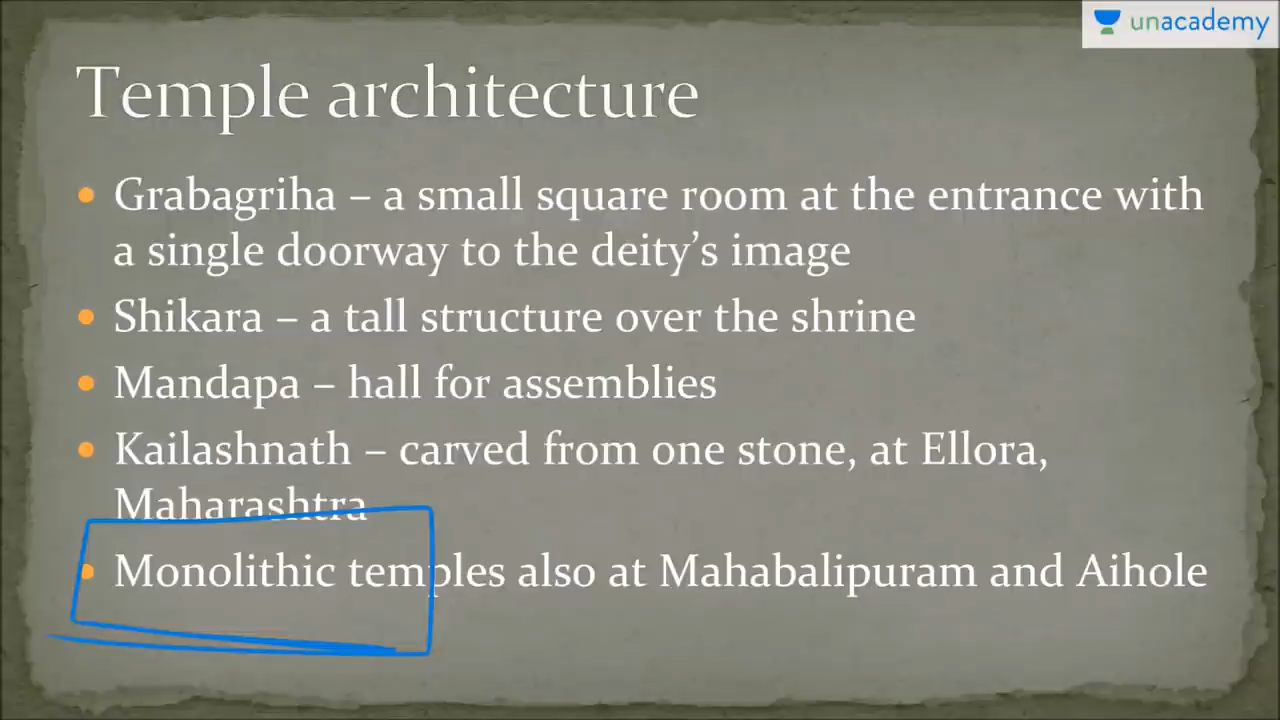 unacademy
Temple architecture
• Grabagriha – a small square room at the entrance with
a single doorway to the deity’s image
• Shikara – a tall structure over the shrine
• Mandapa – hall for assemblies
• Kailashnath – carved from one stone, at Ellora,
Maharashtra
• Monolithic temples also at Mahabalipuram and Aihole